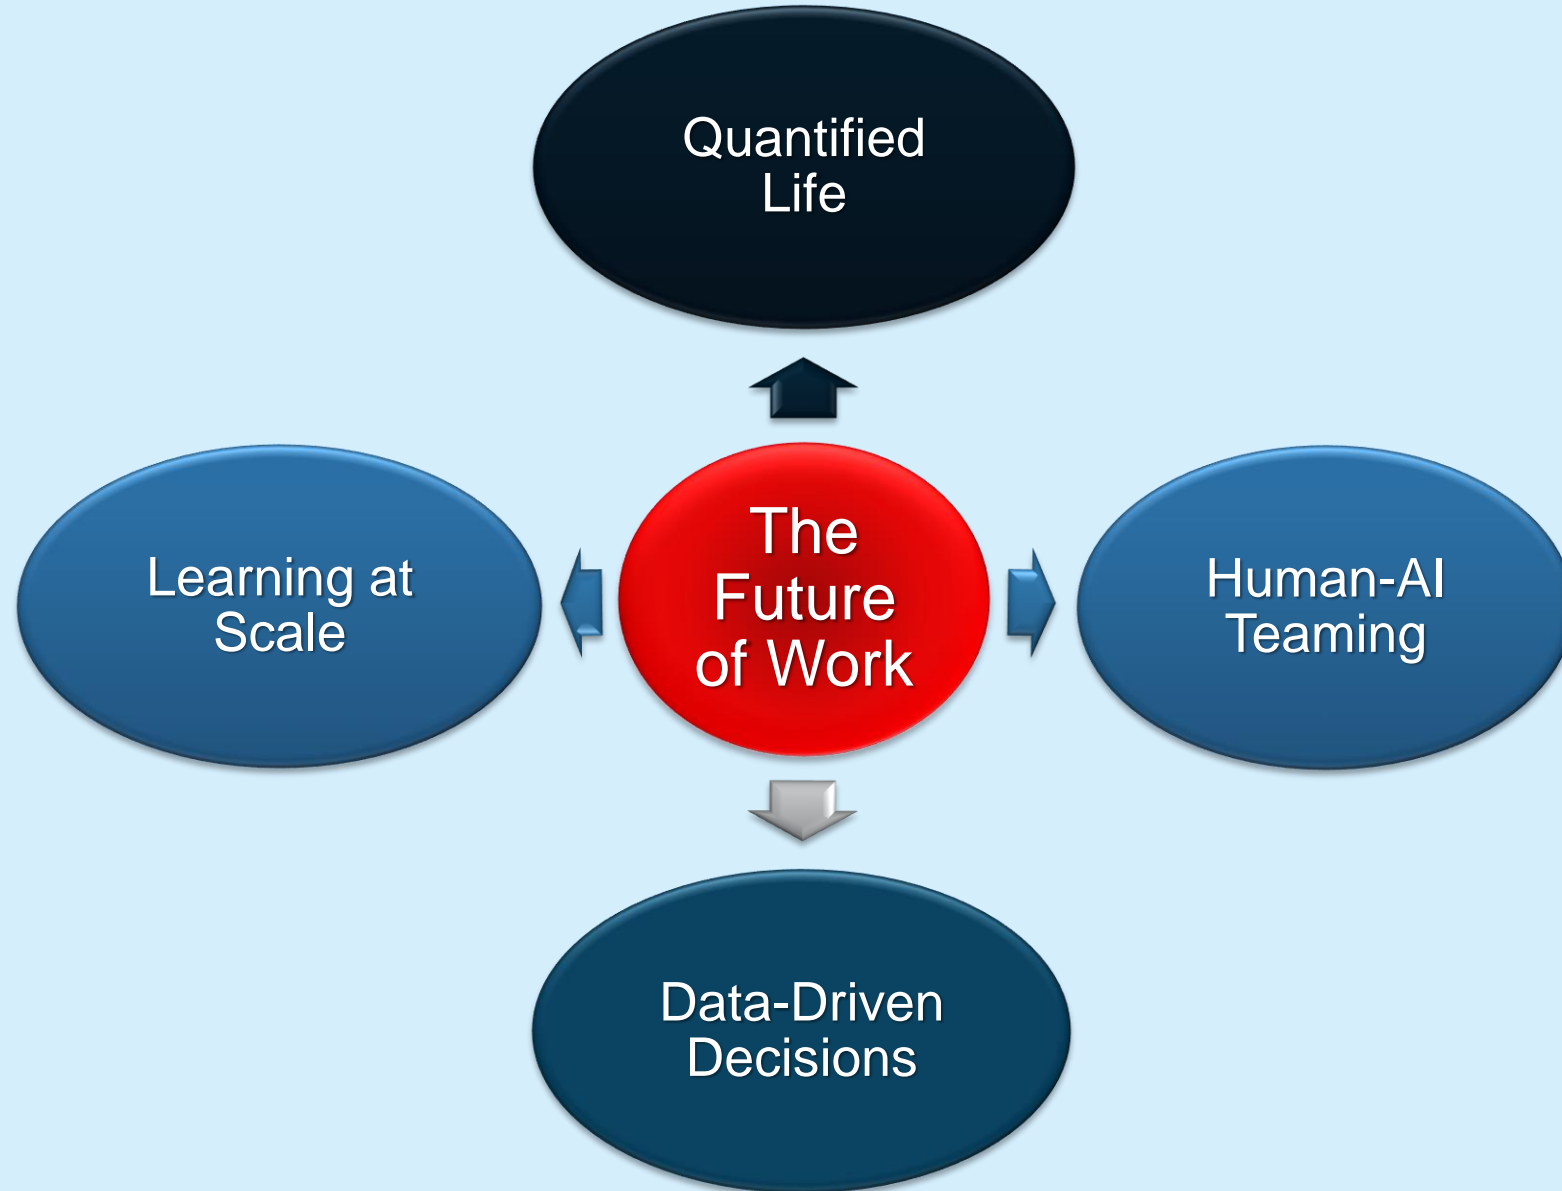 Quantified
Life
Learning at
Scale
The
Future
of Work
Human-AI
Teaming
Data-Driven
Decisions